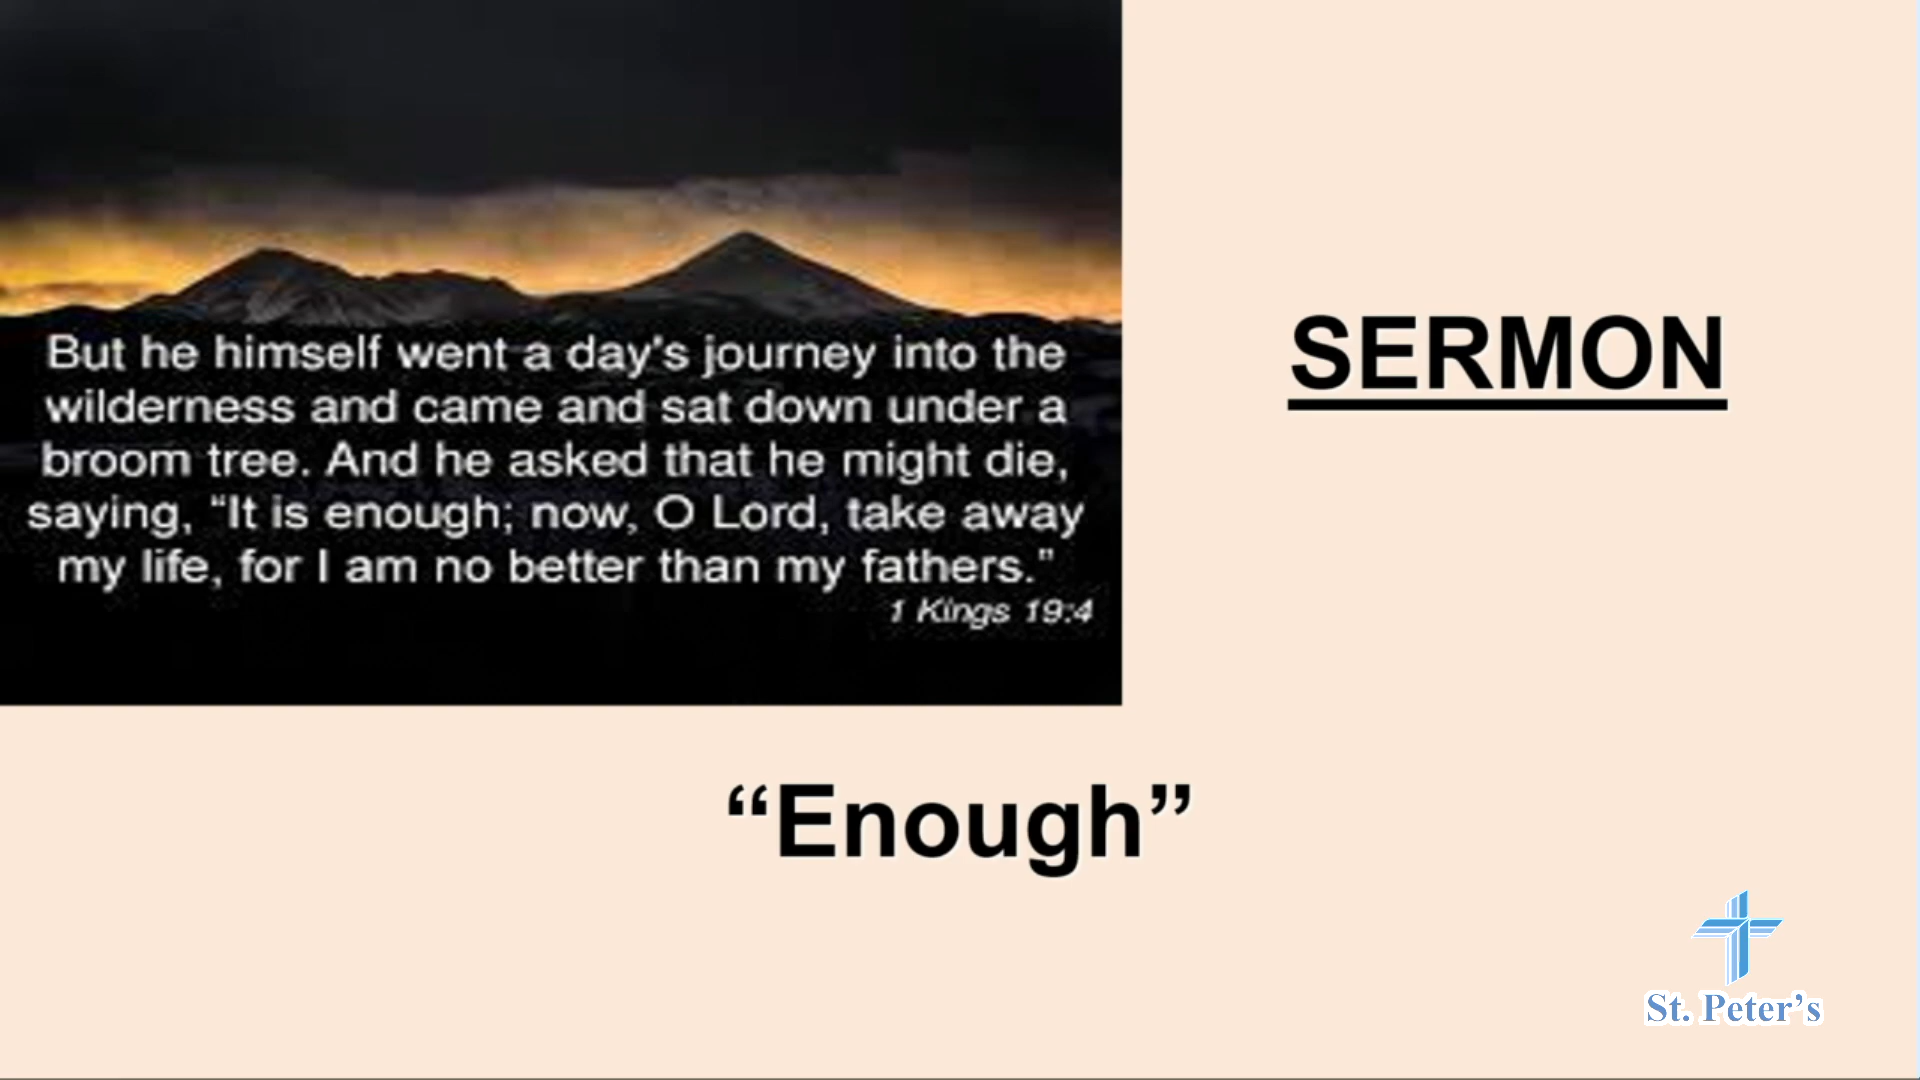 But he himself went a day's journey into the
wilderness and came and sat down under a
broom tree. And he asked that he might die,
saying, “It is enough; now, O Lord, take away
my life, for I am no better than my fathers.”
1 Kings 19:4
SERMON
“Enough”
St. Peter’s